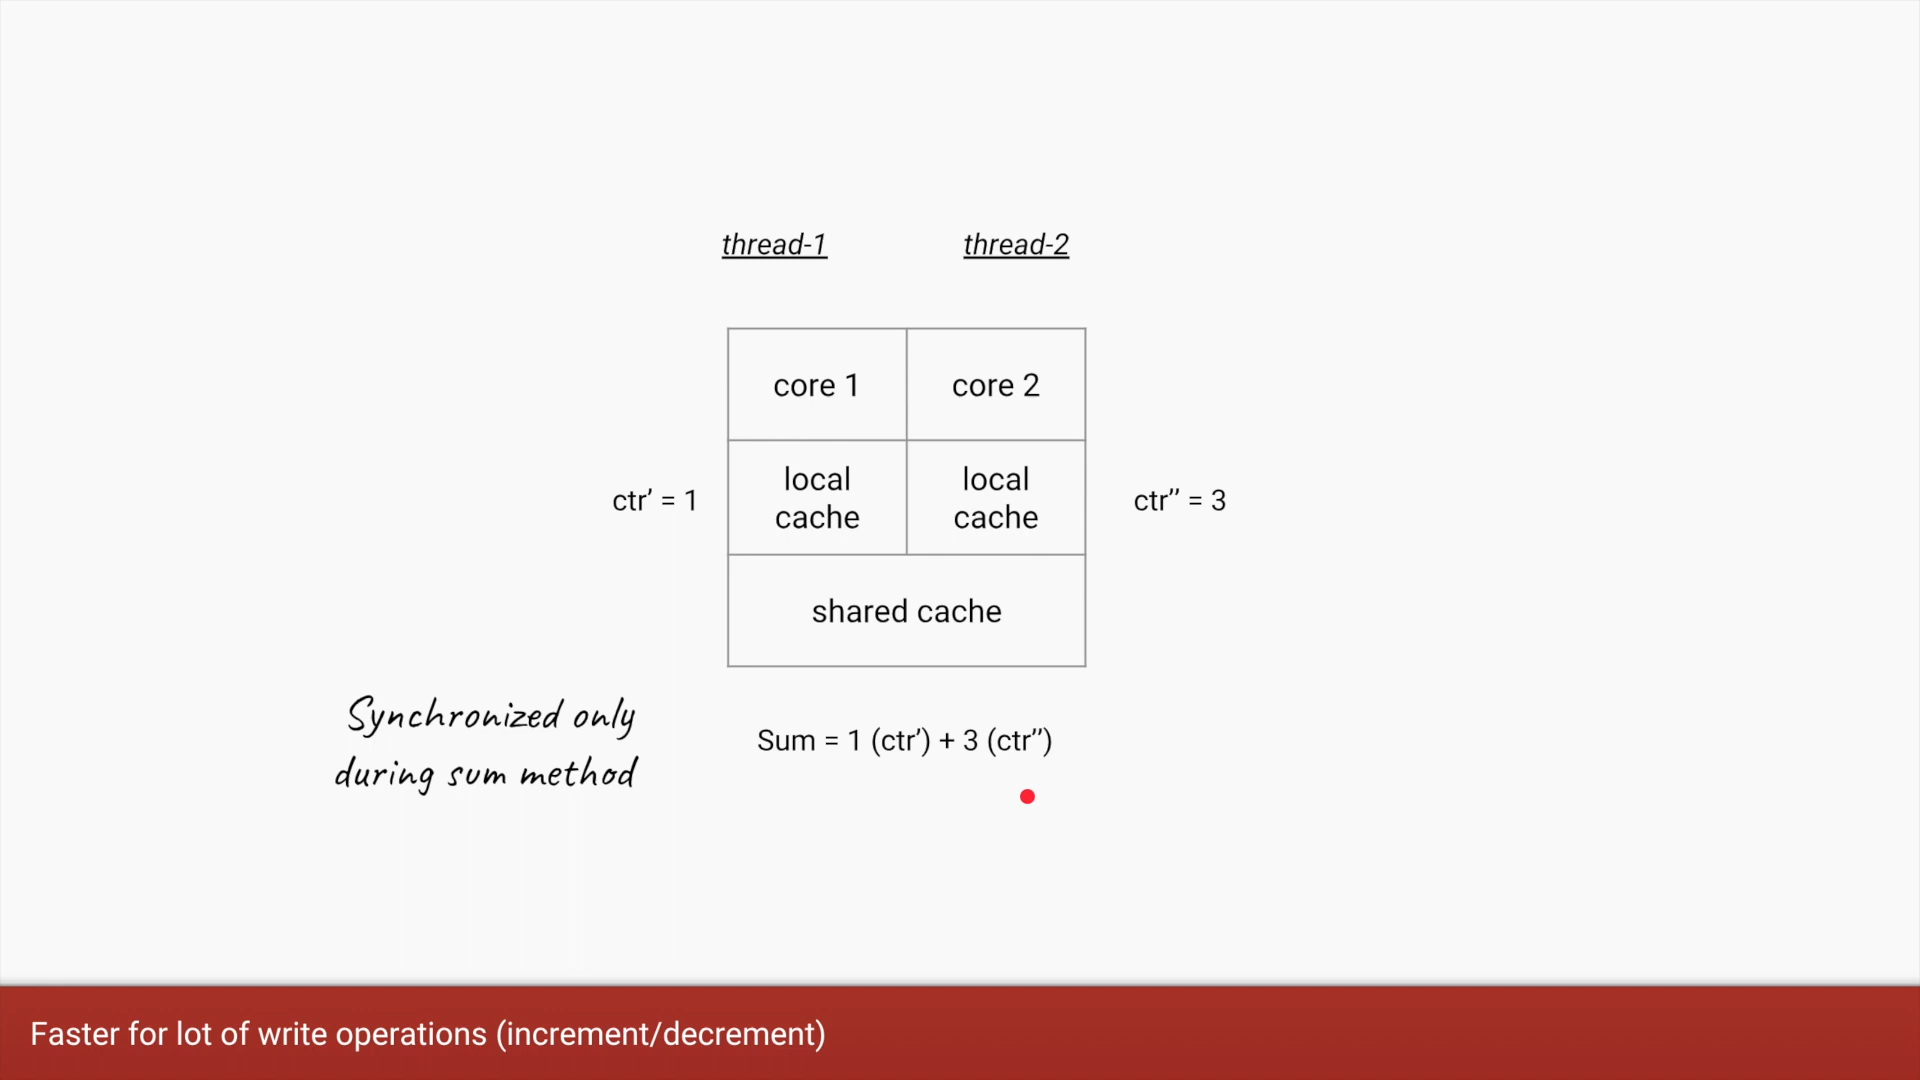 thread-1
thread-2
core 1
core 2
ctr’ = 1
local
cache
local
cache
ctr’’ = 3
shared cache
Synchronized only
during sum method
Sum = 1 (ctr’) + 3 (ctr’’)
Faster for lot of write operations (increment/decrement)